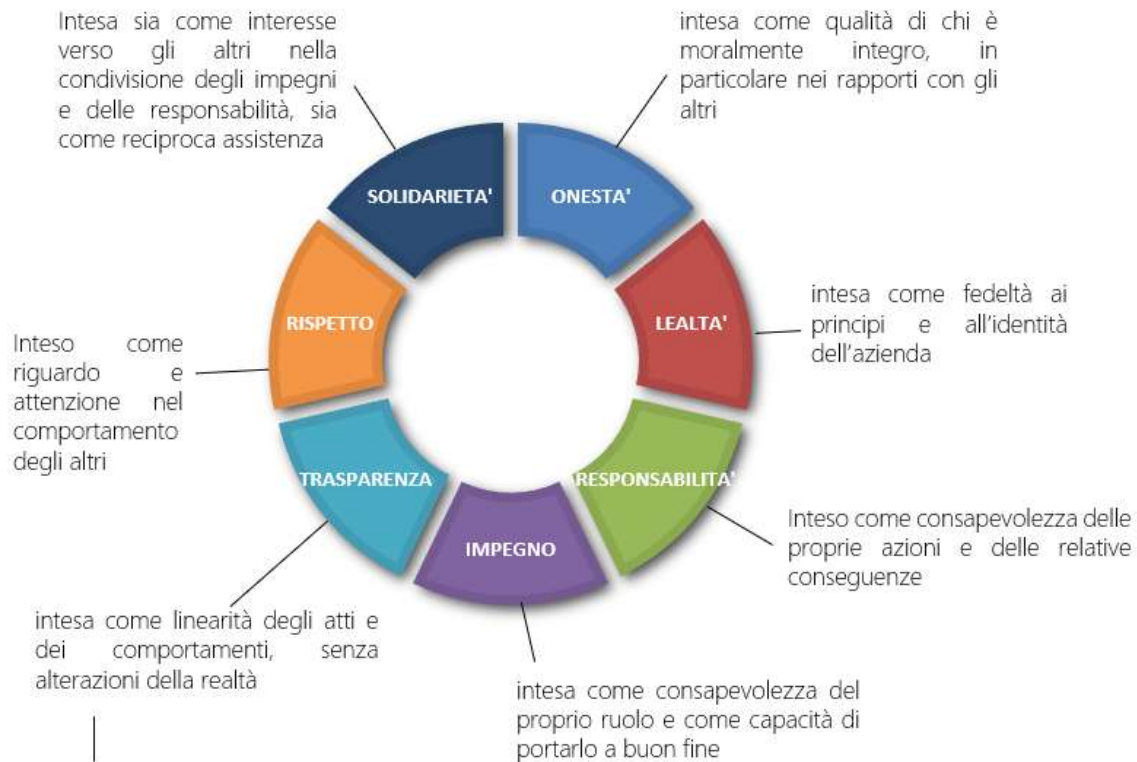 Intesa sia come interesse
verso gli altri nella
condivisione degli impegni
e delle responsabilità, sia
come reciproca assistenza
intesa come qualità di chi è
moralmente integro, in
particolare nei rapporti con gli
altri
SOLIDARIETA'
ONESTA'
RISPETTO
LEALTA'
intesa come fedeltà ai
principi e all'identità
dell'azienda
Inteso come
riguardo e
attenzione nel
comportamento
degli altri
TRASPARENZA
RESPONSABILITA'
IMPEGNO
Inteso come consapevolezza delle
proprie azioni e delle relative
conseguenze
intesa come linearità degli atti e
dei comportamenti, senza
alterazioni della realtà
intesa come consapevolezza del
proprio ruolo e come capacità di
portarlo a buon fine